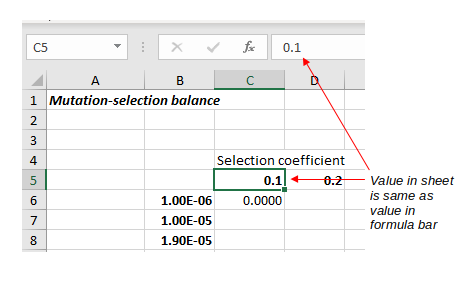 C5 fx 0.1
A B C D
1 Mutation-selection balance
2
3
4 Selection coefficient
5 0.1 0.2 Value in sheet
is same as
6 1.00E-06 0.0000 value in
formula bar
7 1.00E-05
8 1.90E-05